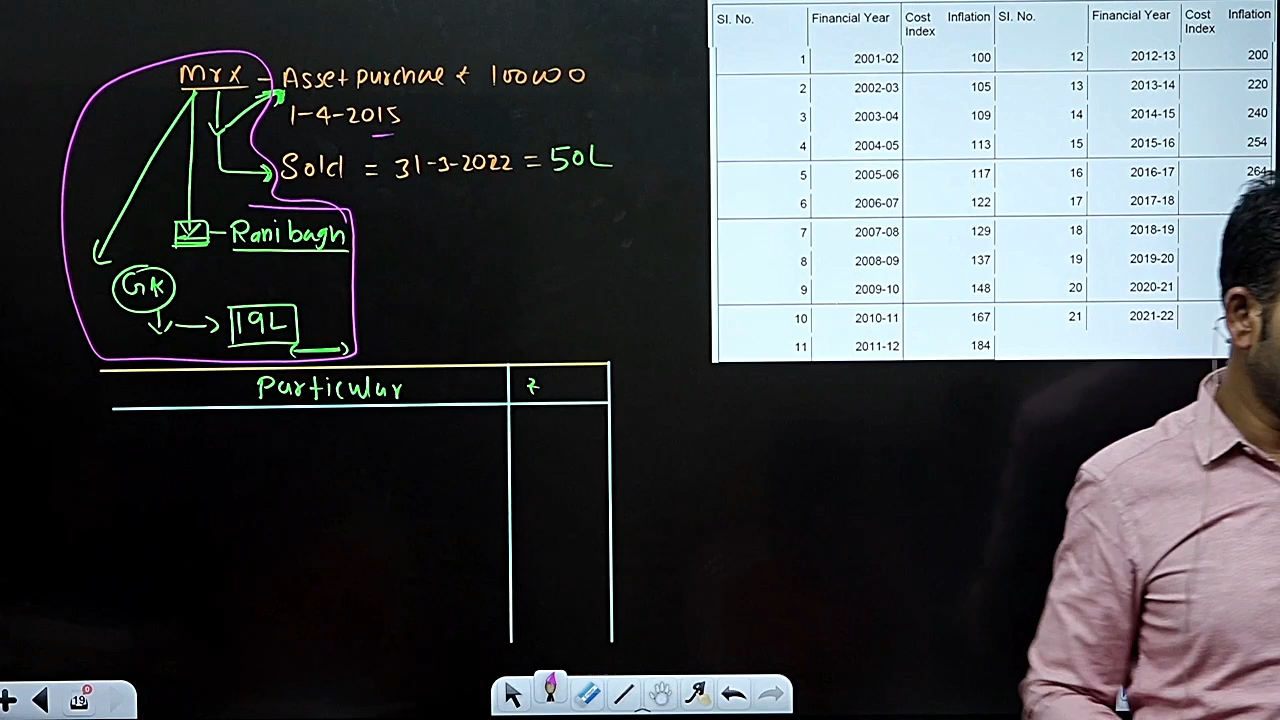 Mr X - Asset purchase ₹ 100000
1-4-2015
Sold = 31-3-2022 = 50L
Ranibagh
GK
19L
Particular ₹
SI. No. Financial Year Cost Inflation Index SI. No. Financial Year Cost Inflation Index
1 2001-02 100 12 2012-13 200
2 2002-03 105 13 2013-14 220
3 2003-04 109 14 2014-15 240
4 2004-05 113 15 2015-16 254
5 2005-06 117 16 2016-17 264
6 2006-07 122 17 2017-18
7 2007-08 129 18 2018-19
8 2008-09 137 19 2019-20
9 2009-10 148 20 2020-21
10 2010-11 167 21 2021-22
11 2011-12 184
19 0